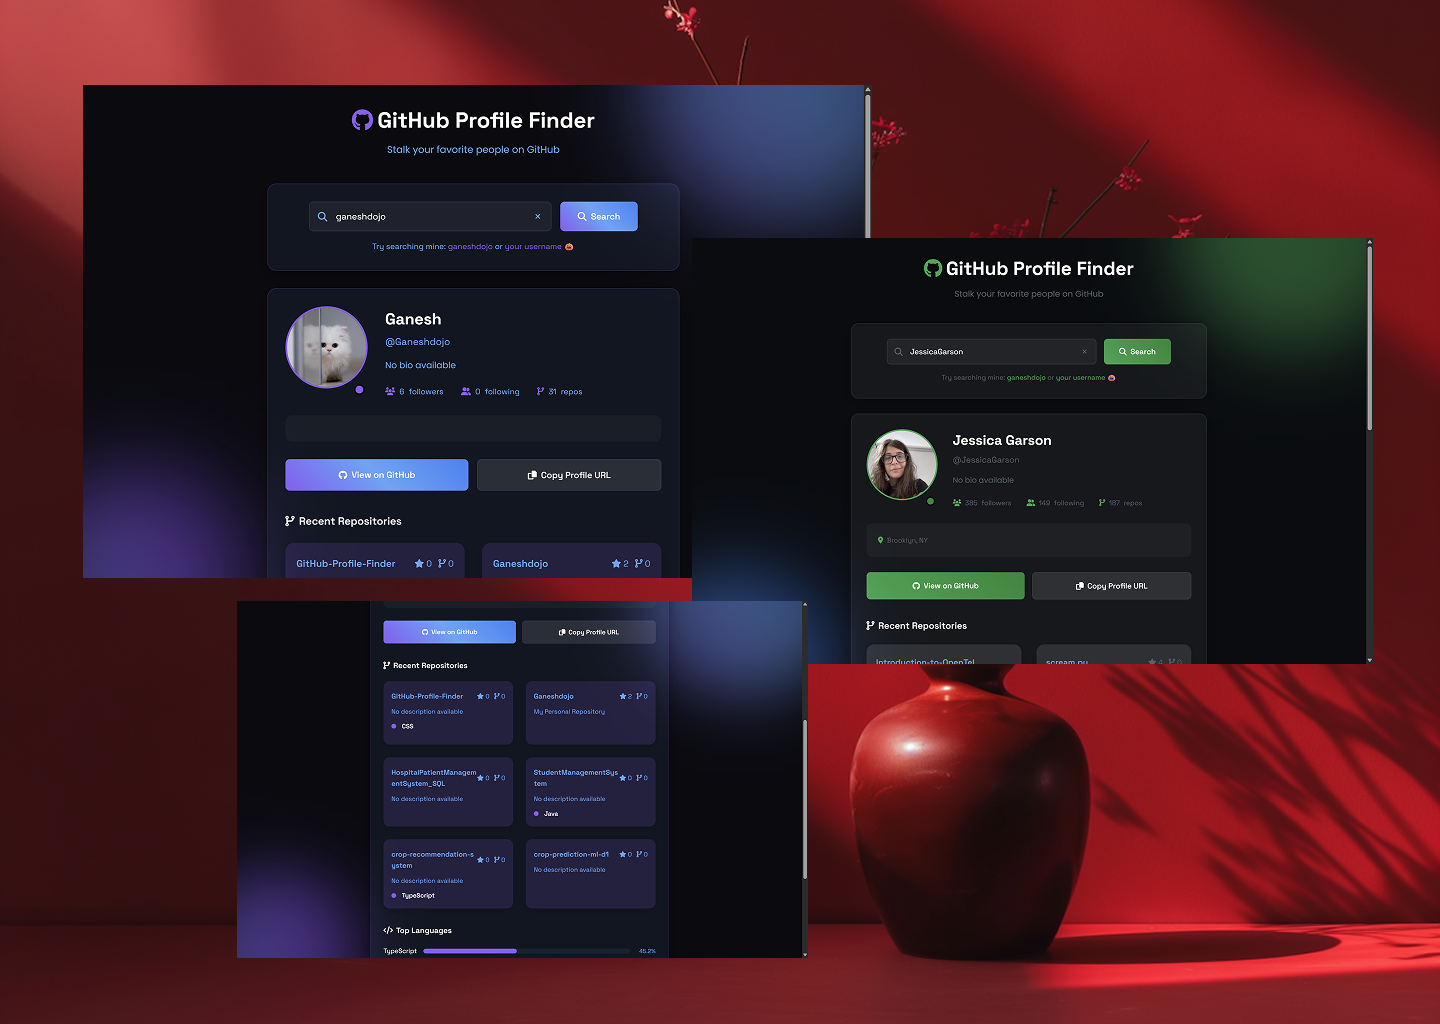 GitHub Profile Finder
Stalk your favorite people on GitHub
ganeshdojo
Search
Try searching mine: ganeshdojo or your username
Ganesh
@Ganeshdojo
No bio available
6 followers 0 following 31 repos
View on GitHub Copy Profile URL
Recent Repositories
GitHub-Profile-Finder 0 0
Ganeshdojo 2 0
GitHub Profile Finder
Stalk your favorite people on GitHub
JessicaGarson
Search
Try searching mine: ganeshdojo or your username
Jessica Garson
@JessicaGarson
No bio available
385 followers 149 following 187 repos
Brooklyn, NY
View on GitHub Copy Profile URL
Recent Repositories
Introduction-to-OpenTel
scream.py 4 0
View on GitHub Copy Profile URL
Recent Repositories
GitHub-Profile-Finder 0 0
No description available
CSS
Ganeshdojo 2 0
My Personal Repository
HospitalPatientManagem
entSystem_SQL 0 0
No description available
StudentManagementSys
tem 0 0
No description available
Java
crop-recommendation-s
ystem 0 0
No description available
TypeScript
crop-prediction-ml-d1 0 0
No description available
</> Top Languages
TypeScript 45.2%